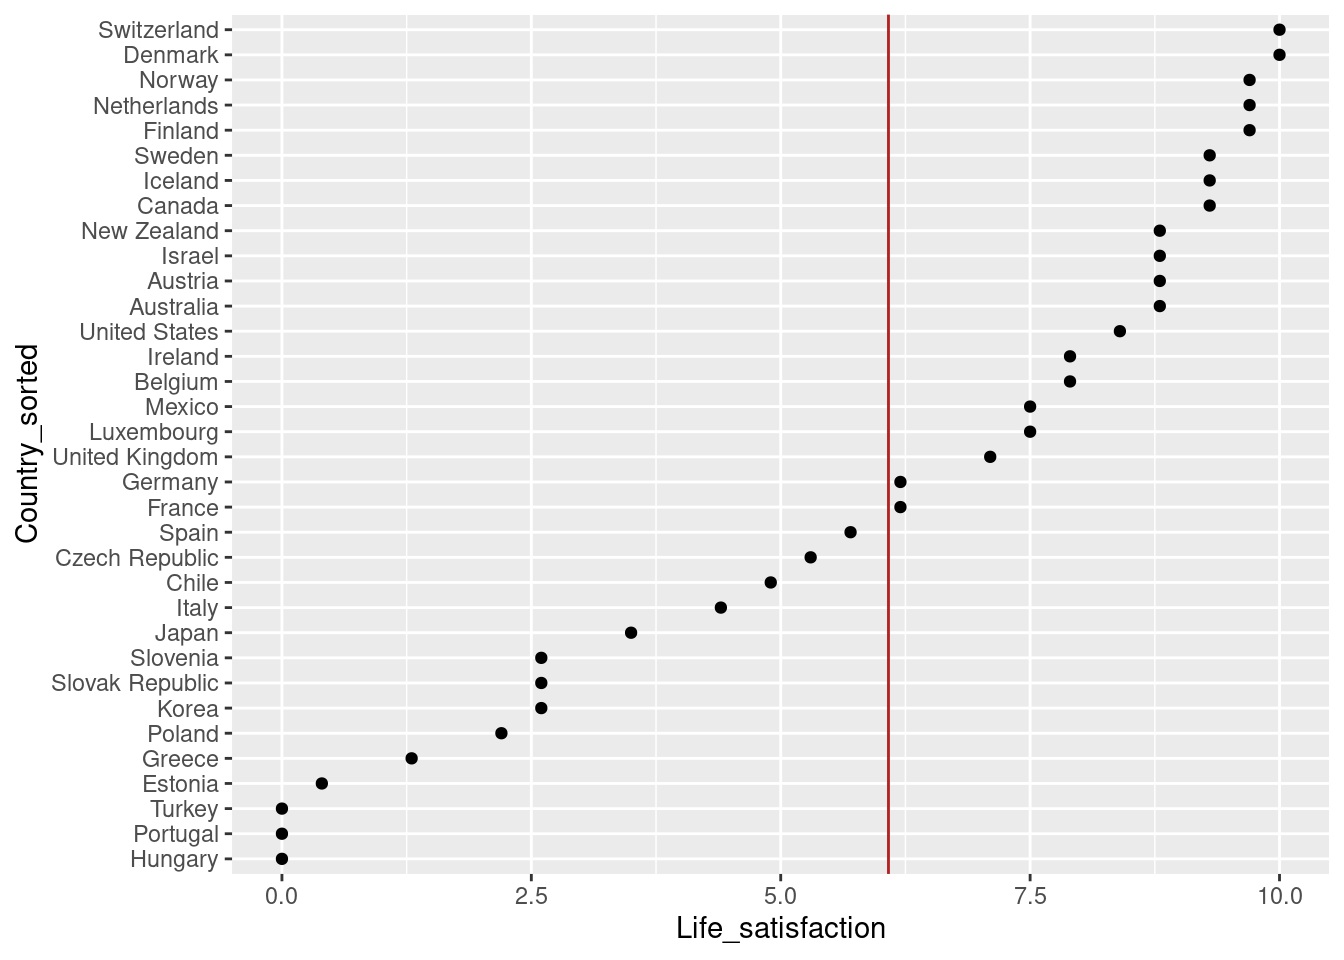 Switzerland
Denmark
Norway
Netherlands
Finland
Sweden
Iceland
Canada
New Zealand
Israel
Austria
Australia
United States
Ireland
Belgium
Mexico
Luxembourg
United Kingdom
Germany
France
Spain
Czech Republic
Chile
Italy
Japan
Slovenia
Slovak Republic
Korea
Poland
Greece
Estonia
Turkey
Portugal
Hungary
Country_sorted
0.0 2.5 5.0 7.5 10.0
Life_satisfaction